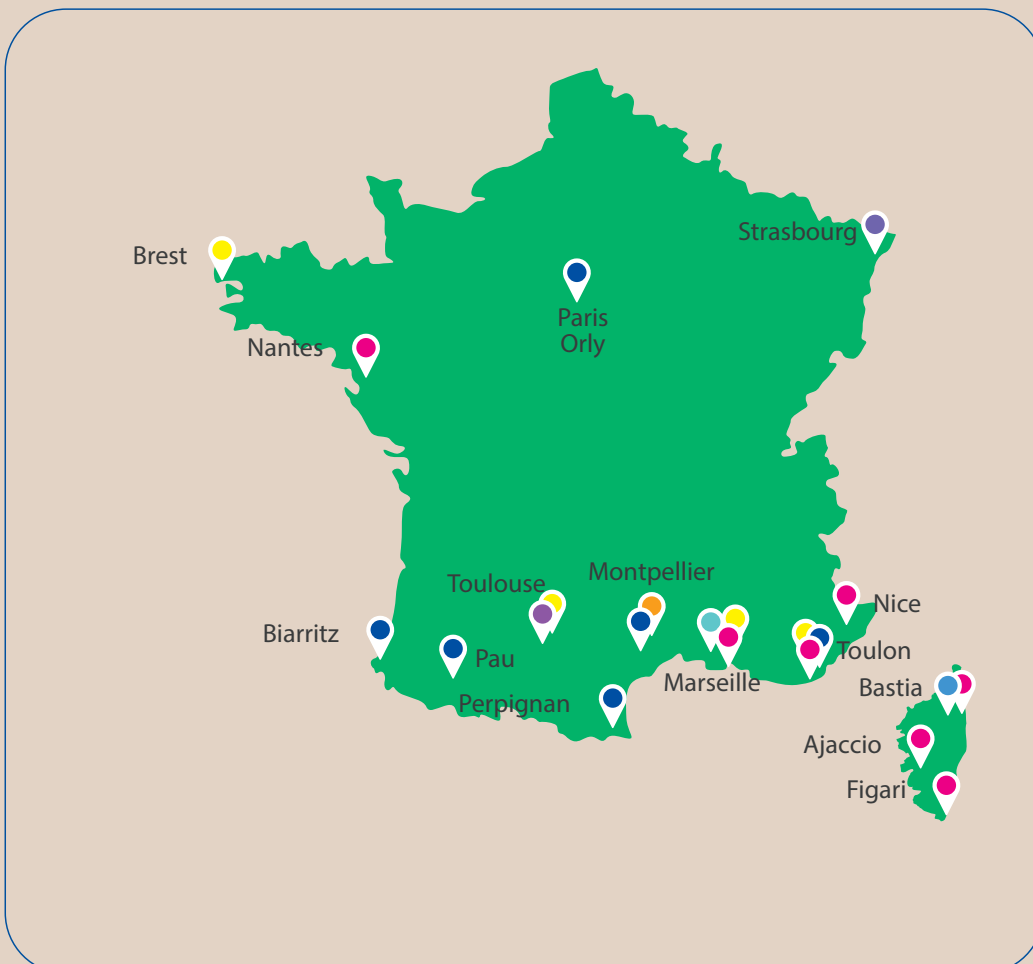 Strasbourg
Brest
Paris
Orly
Nantes
Montpellier
Toulouse
Nice
Biarritz
Toulon
Pau
Marseille
Bastia
Perpignan
Ajaccio
Figari